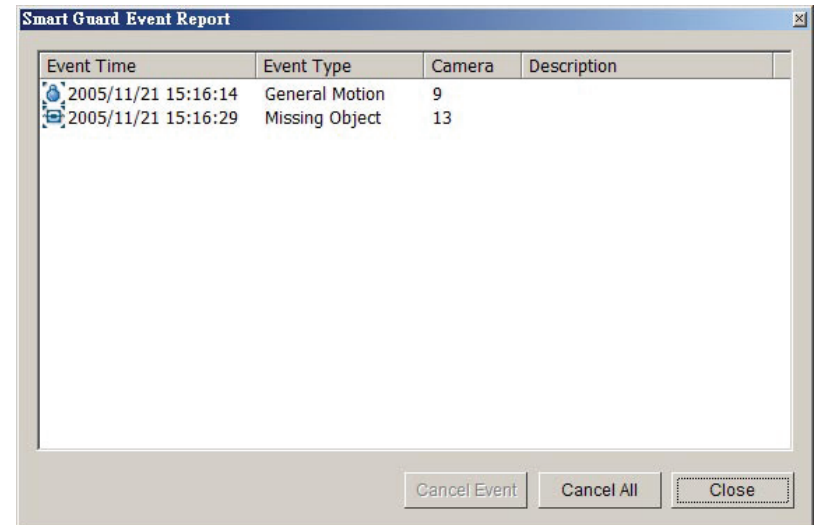 Smart Guard Event Report
Event Time Event Type Camera Description
2005/11/21 15:16:14 General Motion 9
2005/11/21 15:16:29 Missing Object 13
Cancel Event Cancel All Close